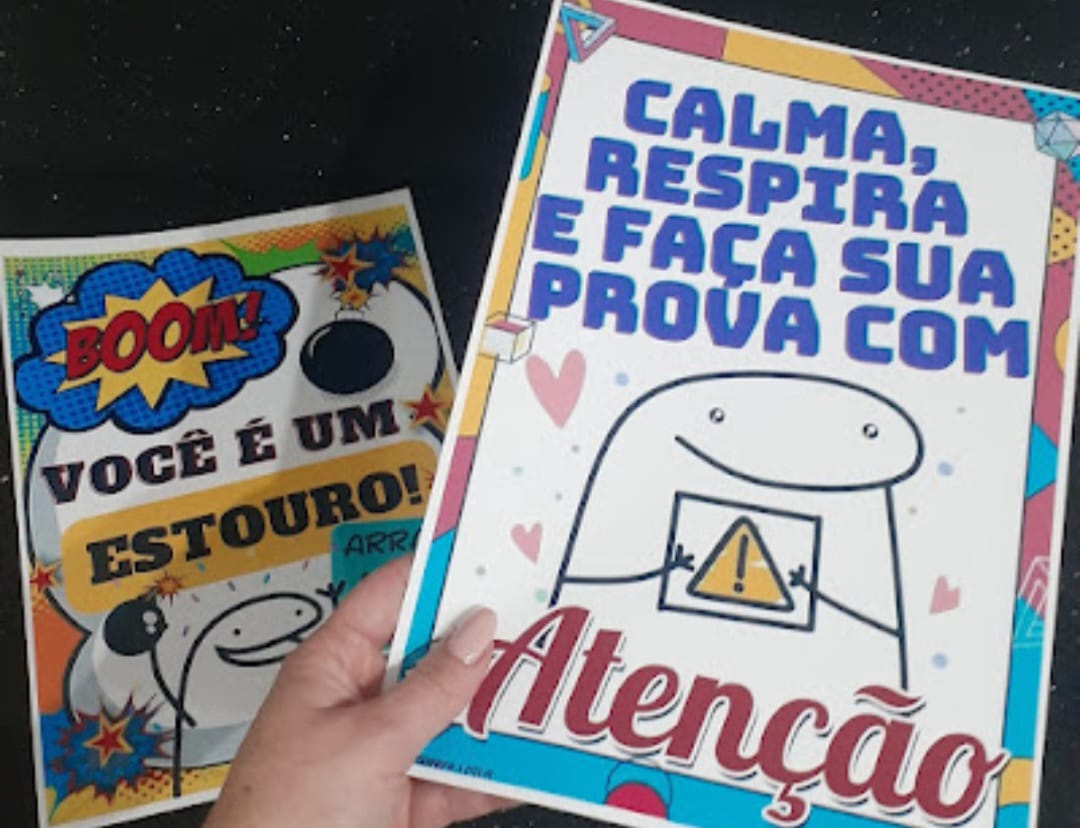 BOOM!
VOCÊ É UM
ESTOURO!
ARRA
CALMA,
RESPIRA
E FAÇA SUA
PROVA COM
Atenção